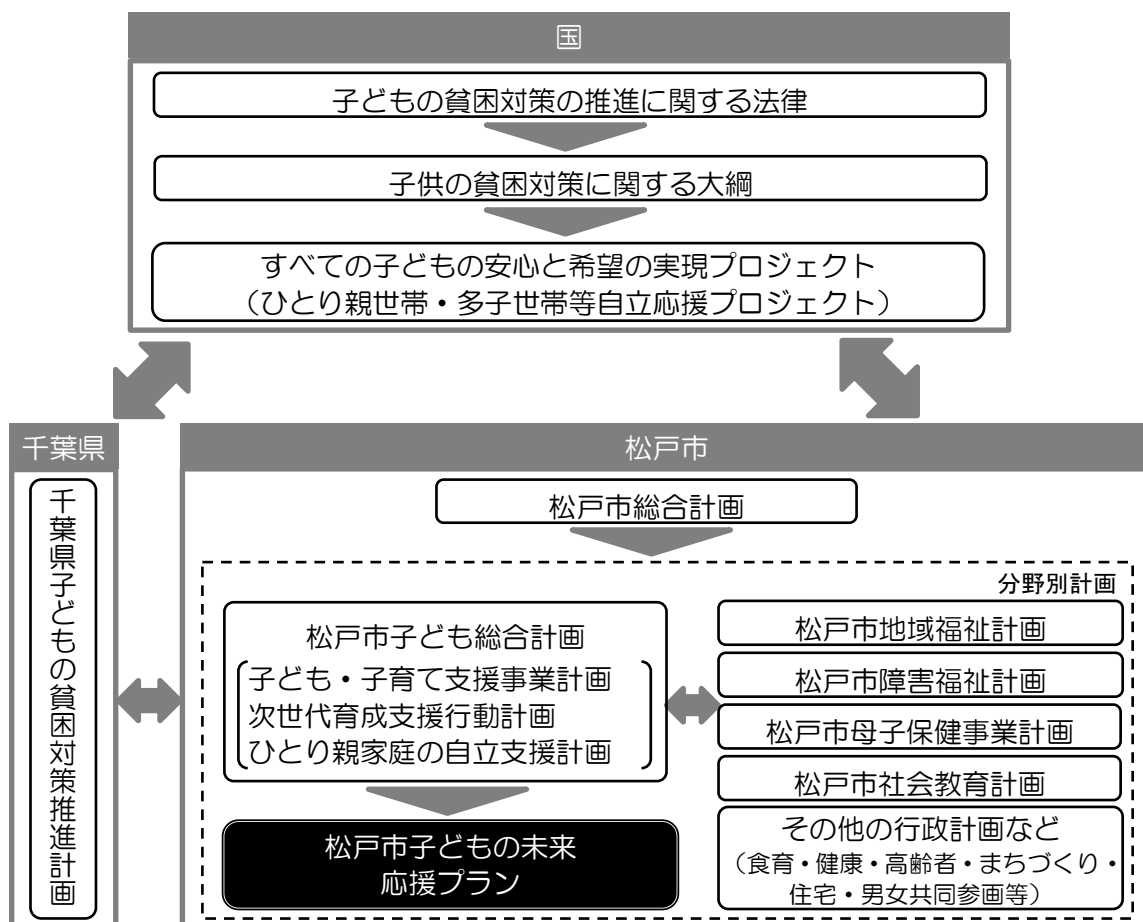 国
子どもの貧困対策の推進に関する法律
子供の貧困対策に関する大綱
すべての子どもの安心と希望の実現プロジェクト
（ひとり親世帯・多子世帯等自立応援プロジェクト）
千葉県
千葉県子どもの貧困対策推進計画
松戸市
松戸市総合計画
分野別計画
松戸市子ども総合計画
子ども・子育て支援事業計画
次世代育成支援行動計画
ひとり親家庭の自立支援計画
松戸市子どもの未来
応援プラン
松戸市地域福祉計画
松戸市障害福祉計画
松戸市母子保健事業計画
松戸市社会教育計画
その他の行政計画など
（食育・健康・高齢者・まちづくり・
住宅・男女共同参画等）